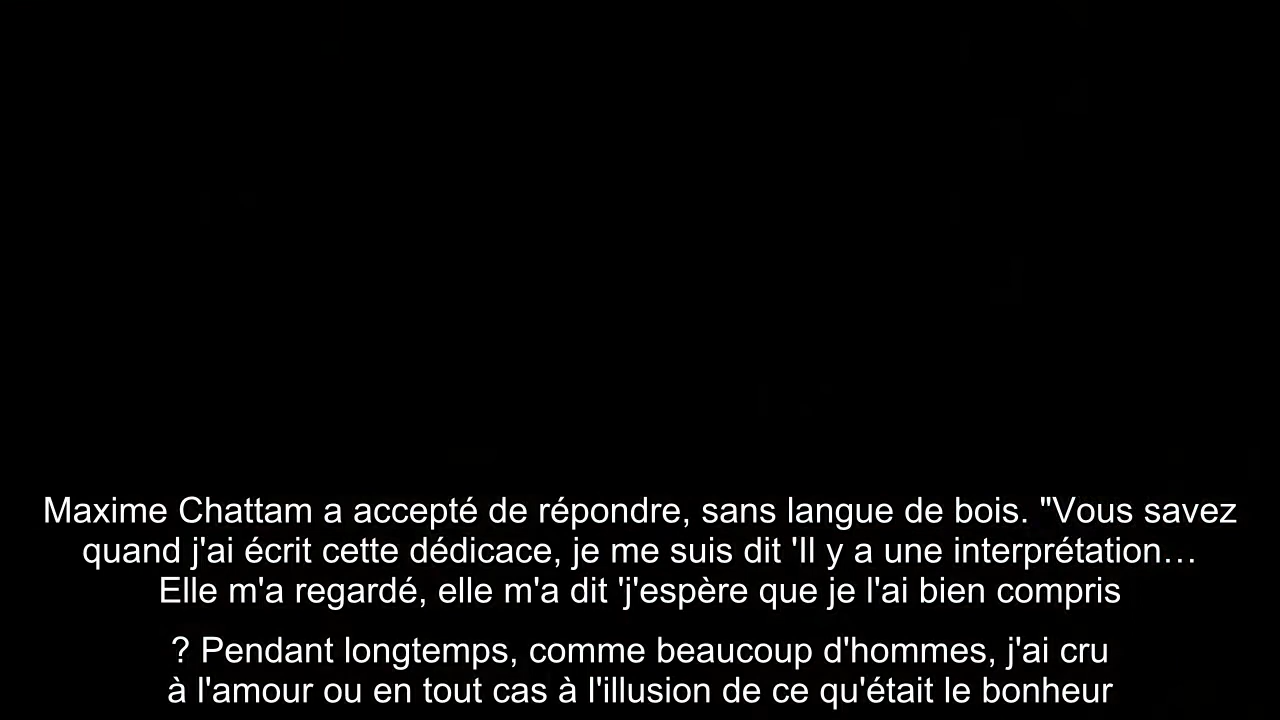 Maxime Chattam a accepté de répondre, sans langue de bois. "Vous savez
quand j'ai écrit cette dédicace, je me suis dit 'Il y a une interprétation…
Elle m'a regardé, elle m'a dit 'j'espère que je l'ai bien compris
? Pendant longtemps, comme beaucoup d'hommes, j'ai cru
à l'amour ou en tout cas à l'illusion de ce qu'était le bonheur